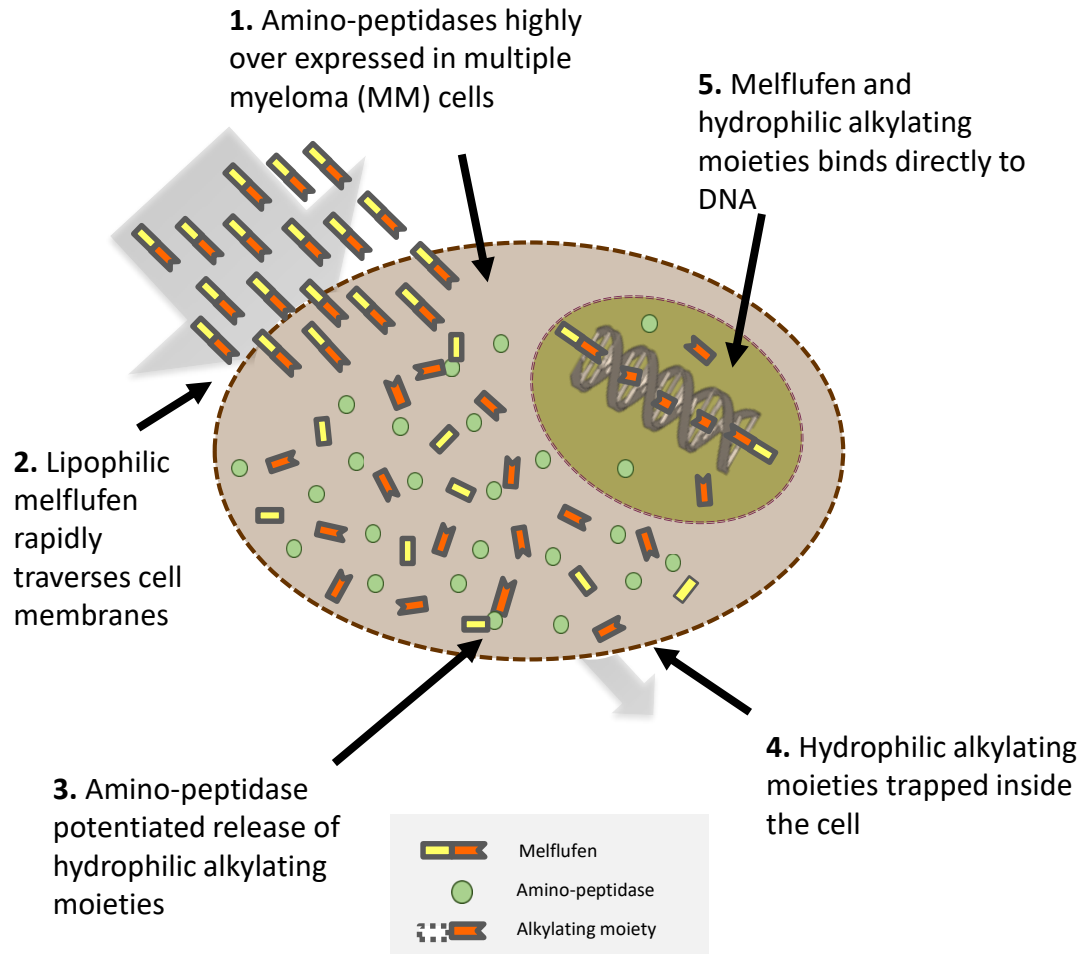 1. Amino-peptidases highly
over expressed in multiple
myeloma (MM) cells
5. Melflufen and
hydrophilic alkylating
moieties binds directly to
DNA
2. Lipophilic
melflufen
rapidly
traverses cell
membranes
3. Amino-peptidase
potentiated release of
hydrophilic alkylating
moieties
4. Hydrophilic alkylating
moieties trapped inside
the cell
Melflufen
Amino-peptidase
Alkylating moiety